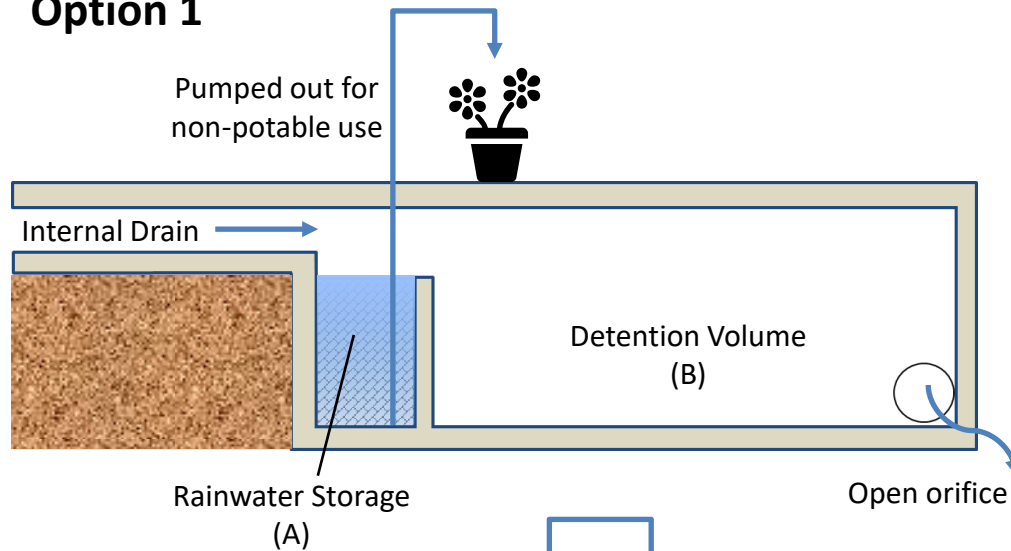 Option 1
Pumped out for
non-potable use
Internal Drain
Detention Volume
(B)
Rainwater Storage
(A)
Open orifice